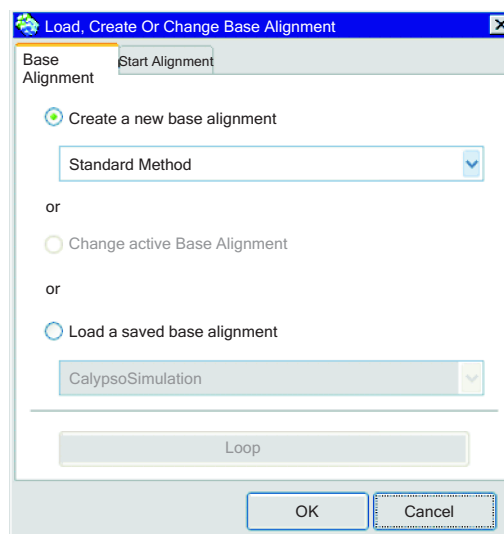 Load, Create Or Change Base Alignment
Base
Alignment
Start Alignment
Create a new base alignment
Standard Method
or
Change active Base Alignment
or
Load a saved base alignment
CalypsoSimulation
Loop
OK
Cancel